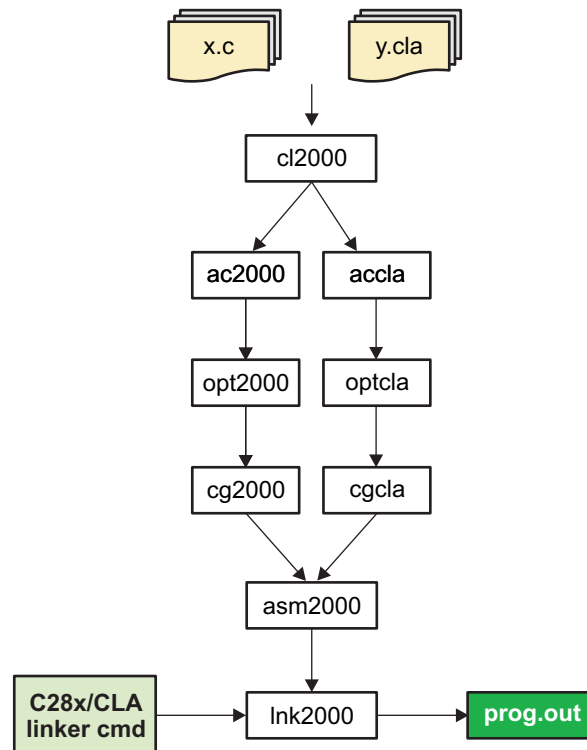 x.c
y.cla
cl2000
ac2000
accla
opt2000
optcla
cg2000
cgcla
asm2000
C28x/CLA
linker cmd
lnk2000
prog.out